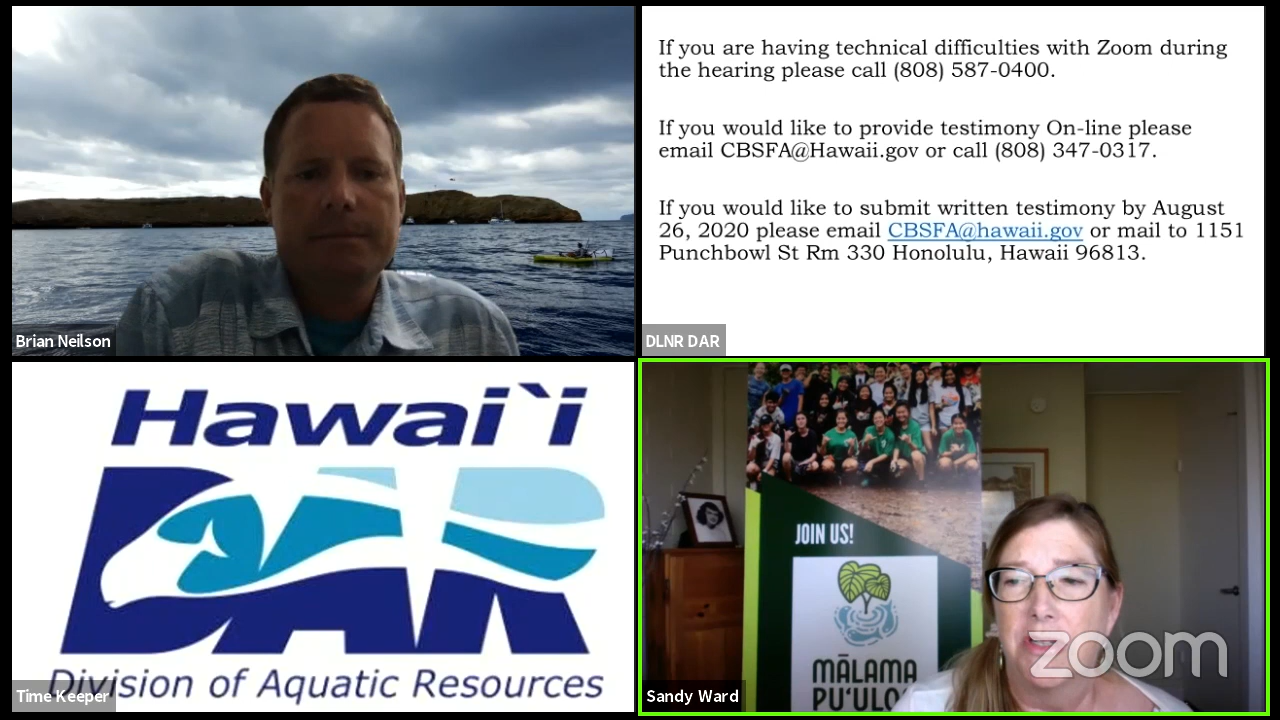 Brian Neilson
If you are having technical difficulties with Zoom during
the hearing please call (808) 587-0400.
If you would like to provide testimony On-line please
email CBSFA@Hawaii.gov or call (808) 347-0317.
If you would like to submit written testimony by August
26, 2020 please email CBSFA@hawaii.gov or mail to 1151
Punchbowl St Rm 330 Honolulu, Hawaii 96813.
DLNR DAR
Hawai`i
DAR
Division of Aquatic Resources
Time Keeper
JOIN US!
MĀLAMA
PUʻULO
zoom
Sandy Ward